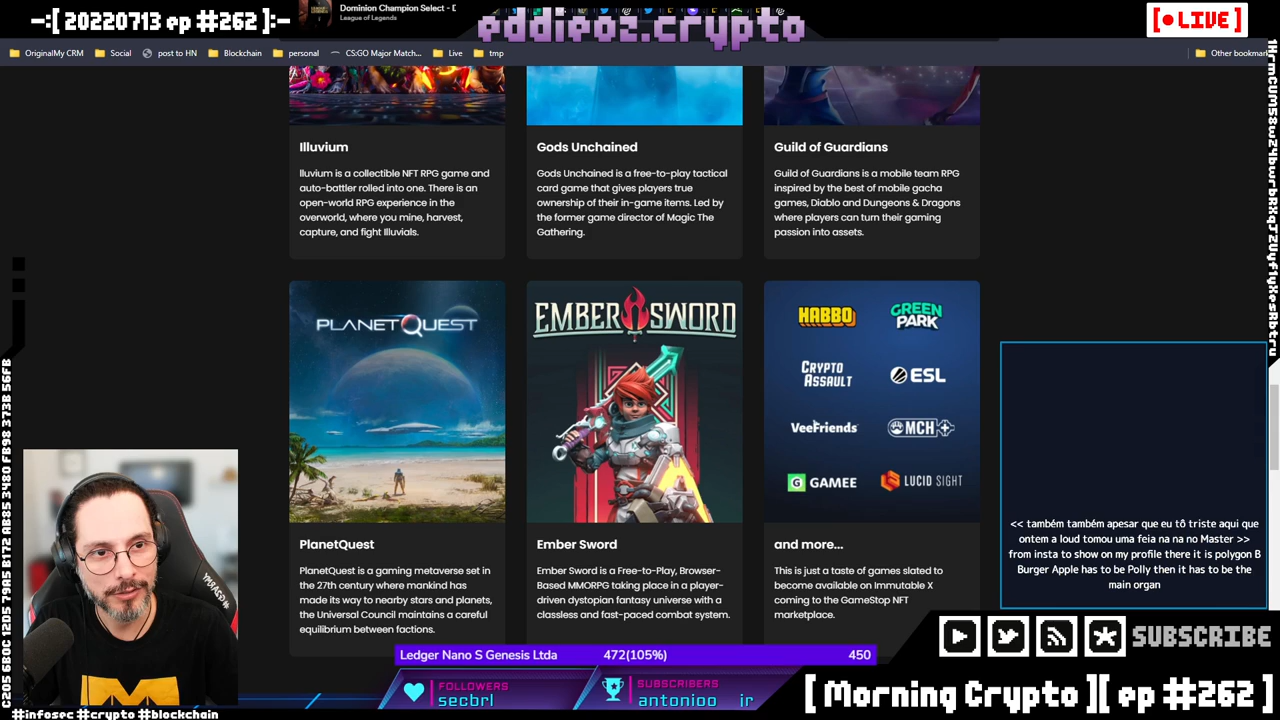 —:[ 20220713 ep #262 ]:—
Dominion Champion Select - D
League of Legends
eddieoz.crypto
[● LIVE ]
OriginalMy CRM
Social
post to HN
Blockchain
personal
CS:GO Major Match...
Live
tmp
Other bookmar
Illuvium
Gods Unchained
Guild of Guardians
Iluvium is a collectible NFT RPG game and
auto-battler rolled into one. There is an
open-world RPG experience in the
overworld, where you mine, harvest,
capture, and fight Illuvials.
Gods Unchained is a free-to-play tactical
card game that gives players true
ownership of their in-game items. Led by
the former game director of Magic The
Gathering.
Guild of Guardians is a mobile team RPG
inspired by the best of mobile gacha
games, Diablo and Dungeons & Dragons
where players can turn their gaming
passion into assets.
PLANETQUEST
EMBER SWORD
HABBO
GREEN PARK
CRYPTO ASSAULT
ESL
VEEFRIENDS
MCH+
GAMEE
LUCID SIGHT
PlanetQuest
Ember Sword
and more...
PlanetQuest is a gaming metaverse set in
the 27th century where mankind has
made its way to nearby stars and planets,
the Universal Council maintains a careful
equilibrium between factions.
Ember Sword is a Free-to-Play, Browser-
Based MMORPG taking place in a player-
driven dystopian fantasy universe with a
classless and fast-paced combat system.
This is just a taste of games slated to
become available on Immutable X
coming to the GameStop NFT
marketplace.
<< também também apesar que eu tô triste aqui que
ontem a loud tomou uma feia na na no Master >>
from insta to show on my profile there it is polygon B
Burger Apple has to be Polly then it has to be the
main organ
Ledger Nano S Genesis Ltda 472(105%) 450
FOLLOWERS
secbrl
SUBSCRIBERS
antonioo ir
SUBSCRIBE
[ Morning Crypto ][ ep #262 ]
#infosec #crypto #blockchain